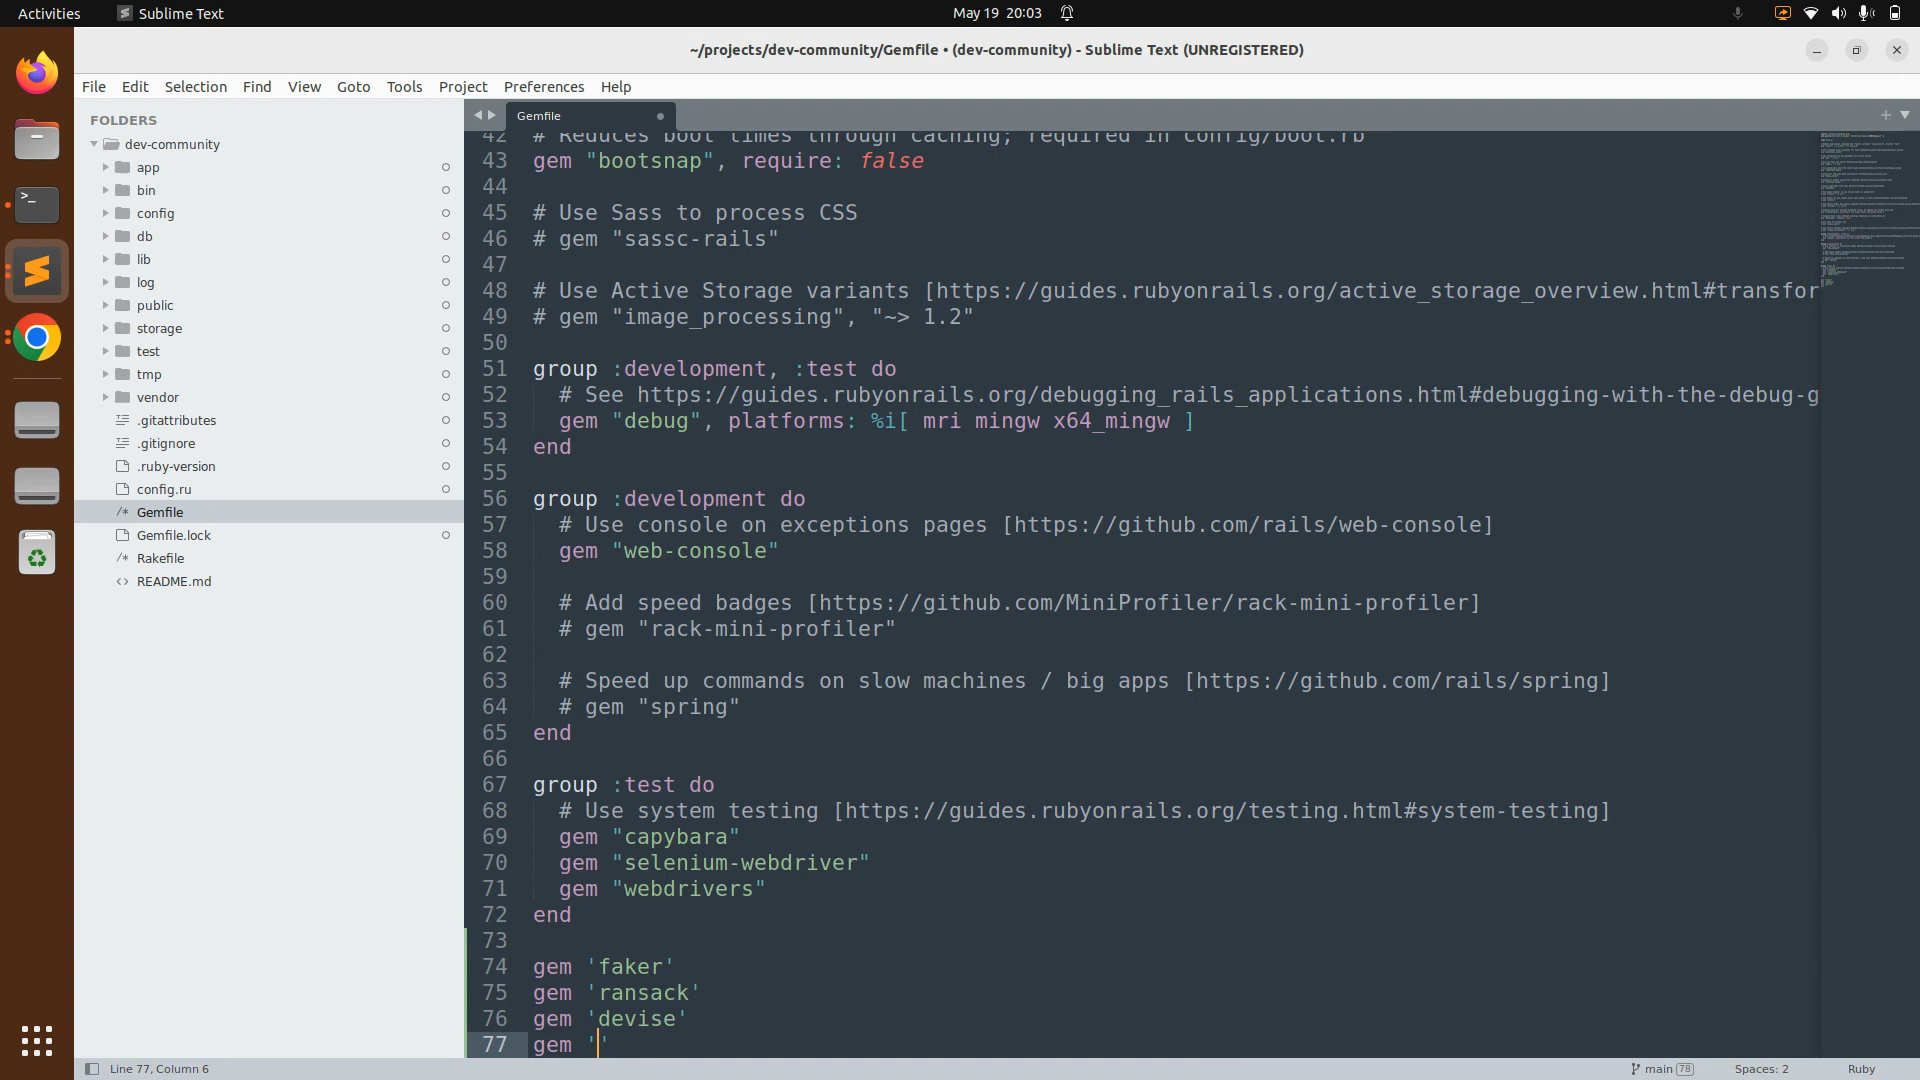 Activities
Sublime Text
May 19 20:03
~/projects/dev-community/Gemfile • (dev-community) - Sublime Text (UNREGISTERED)
File Edit Selection Find View Goto Tools Project Preferences Help
FOLDERS
dev-community
app
bin
config
db
lib
log
public
storage
test
tmp
vendor
.gitattributes
.gitignore
.ruby-version
config.ru
/* Gemfile
Gemfile.lock
/* Rakefile
<> README.md
Gemfile
42 # Reduces boot times through caching; required in config/boot.rb
43 gem "bootsnap", require: false
44
45 # Use Sass to process CSS
46 # gem "sassc-rails"
47
48 # Use Active Storage variants [https://guides.rubyonrails.org/active_storage_overview.html#transfor
49 # gem "image_processing", "~> 1.2"
50
51 group :development, :test do
52 # See https://guides.rubyonrails.org/debugging_rails_applications.html#debugging-with-the-debug-g
53 gem "debug", platforms: %i[ mri mingw x64_mingw ]
54 end
55
56 group :development do
57 # Use console on exceptions pages [https://github.com/rails/web-console]
58 gem "web-console"
59
60 # Add speed badges [https://github.com/MiniProfiler/rack-mini-profiler]
61 # gem "rack-mini-profiler"
62
63 # Speed up commands on slow machines / big apps [https://github.com/rails/spring]
64 # gem "spring"
65 end
66
67 group :test do
68 # Use system testing [https://guides.rubyonrails.org/testing.html#system-testing]
69 gem "capybara"
70 gem "selenium-webdriver"
71 gem "webdrivers"
72 end
73
74 gem 'faker'
75 gem 'ransack'
76 gem 'devise'
77 gem ''
Line 77, Column 6
main 78
Spaces: 2
Ruby